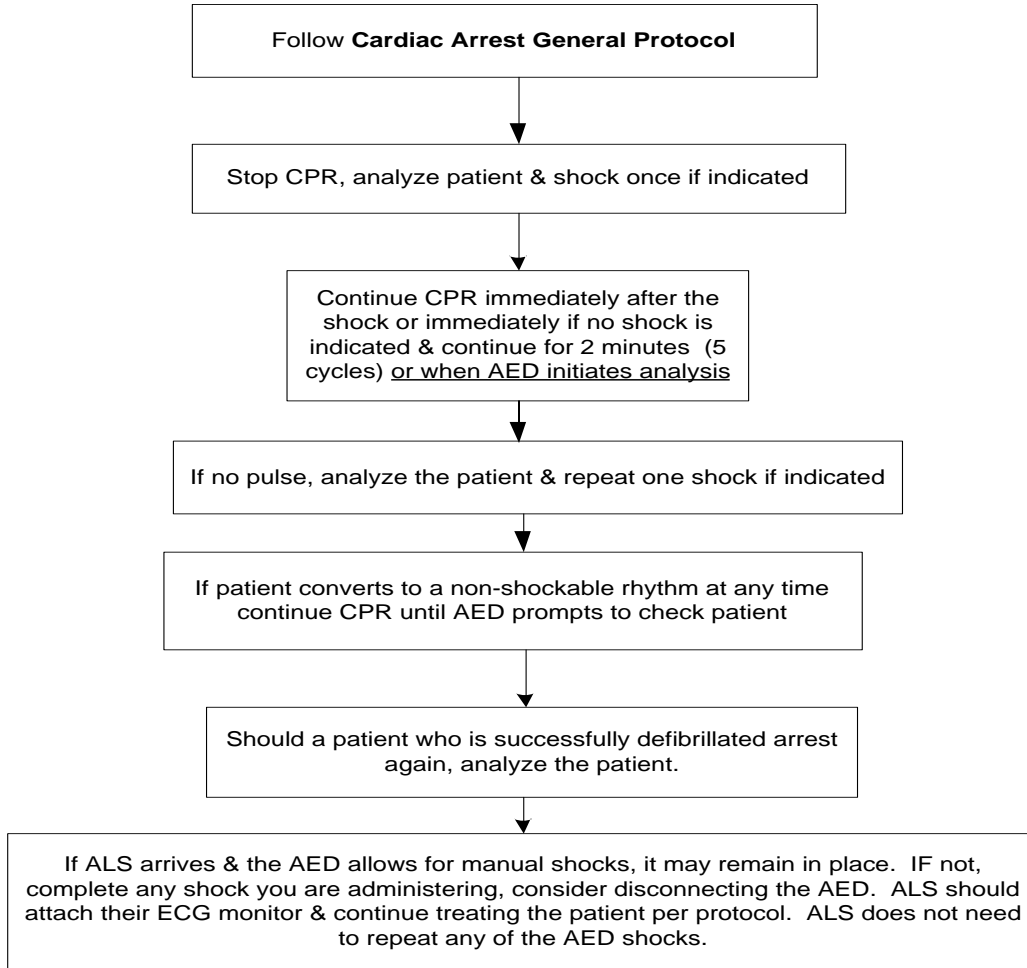 Follow Cardiac Arrest General Protocol
Stop CPR, analyze patient & shock once if indicated
Continue CPR immediately after the
shock or immediately if no shock is
indicated & continue for 2 minutes  (5
cycles) or when AED initiates analysis
If no pulse, analyze the patient & repeat one shock if indicated
If patient converts to a non-shockable rhythm at any time
continue CPR until AED prompts to check patient
Should a patient who is successfully defibrillated arrest
again, analyze the patient.
If ALS arrives & the AED allows for manual shocks, it may remain in place.  IF not,
complete any shock you are administering, consider disconnecting the AED.  ALS should
attach their ECG monitor & continue treating the patient per protocol.  ALS does not need
to repeat any of the AED shocks.